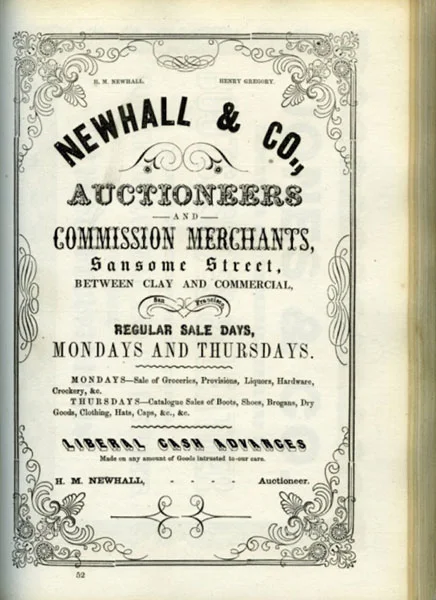 H. M. NEWHALL. HENRY GREGORY.
NEWHALL & CO.,
AUCTIONEERS
AND
COMMISSION MERCHANTS,
Sansome Street,
BETWEEN CLAY AND COMMERCIAL,
San Francisco
REGULAR SALE DAYS,
MONDAYS AND THURSDAYS.
MONDAYS—Sale of Groceries, Provisions, Liquors, Hardware,
Crockery, &c.
THURSDAYS—Catalogue Sales of Boots, Shoes, Brogans, Dry
Goods, Clothing, Hats, Caps, &c., &c.
LIBERAL CASH ADVANCES
Made on any amount of Goods intrusted to our care.
H. M. NEWHALL, - - - - Auctioneer.
52